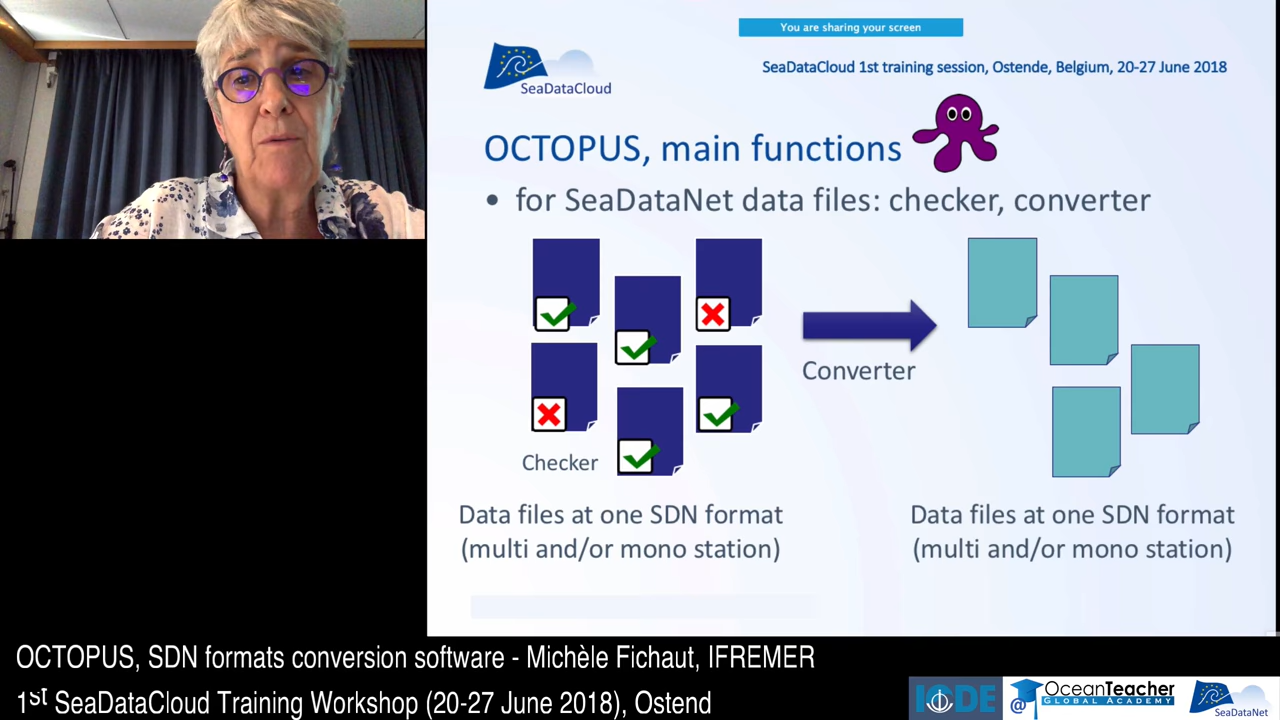 You are sharing your screen
SeaDataCloud
SeaDataCloud 1st training session, Ostende, Belgium, 20-27 June 2018
OCTOPUS, main functions
• for SeaDataNet data files: checker, converter
Converter
Checker
Data files at one SDN format
(multi and/or mono station)
Data files at one SDN format
(multi and/or mono station)
OCTOPUS, SDN formats conversion software - Michèle Fichaut, IFREMER
1st SeaDataCloud Training Workshop (20-27 June 2018), Ostend
IODE
@ OceanTeacher
GLOBAL ACADEMY
SeaDataNet